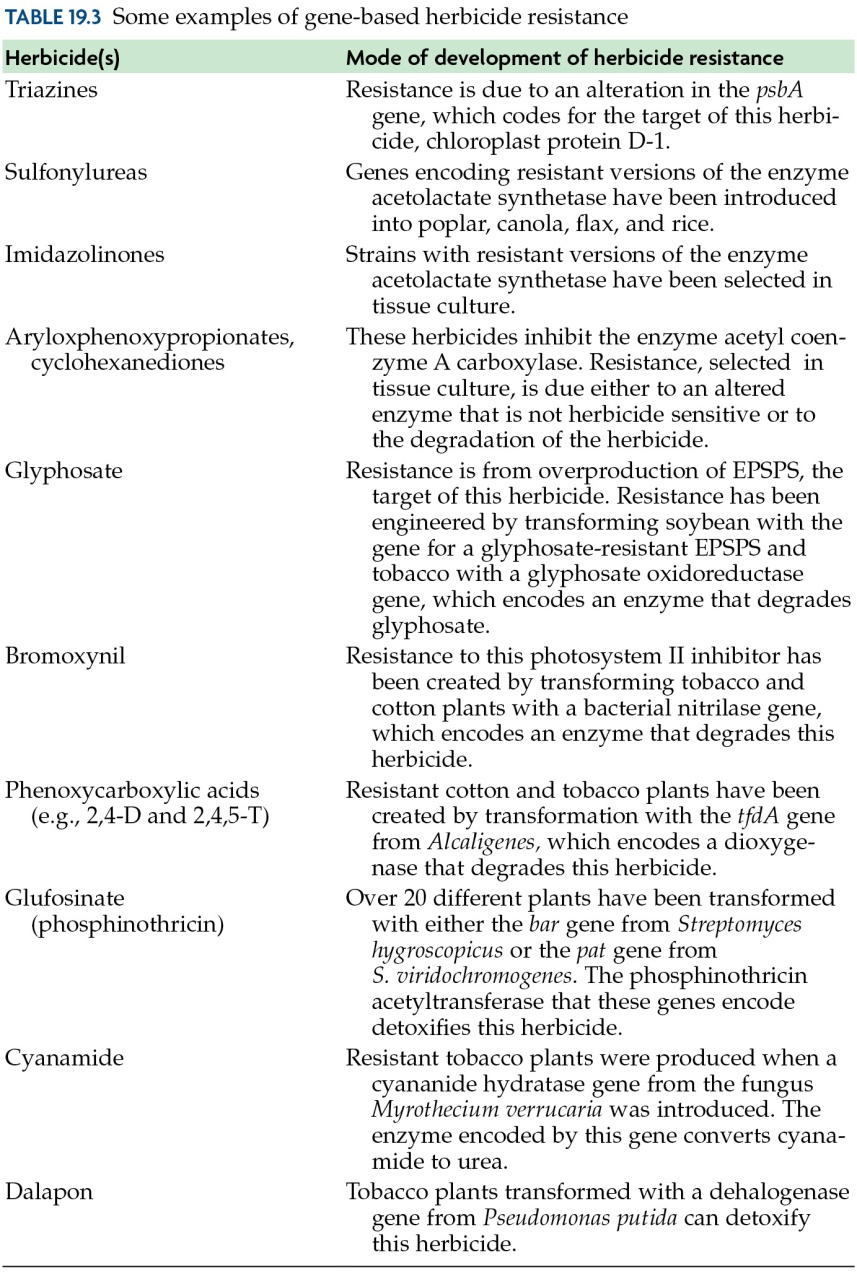 TABLE 19.3 Some examples of gene-based herbicide resistance
Herbicide(s) Mode of development of herbicide resistance
Triazines Resistance is due to an alteration in the psbA
gene, which codes for the target of this herbi-
cide, chloroplast protein D-1.
Sulfonylureas Genes encoding resistant versions of the enzyme
acetolactate synthetase have been introduced
into poplar, canola, flax, and rice.
Imidazolinones Strains with resistant versions of the enzyme
acetolactate synthetase have been selected in
tissue culture.
Aryloxphenoxypropionates, These herbicides inhibit the enzyme acetyl coen-
cyclohexanediones zyme A carboxylase. Resistance, selected in
tissue culture, is due either to an altered
enzyme that is not herbicide sensitive or to
the degradation of the herbicide.
Glyphosate Resistance is from overproduction of EPSPS, the
target of this herbicide. Resistance has been
engineered by transforming soybean with the
gene for a glyphosate-resistant EPSPS and
tobacco with a glyphosate oxidoreductase
gene, which encodes an enzyme that degrades
glyphosate.
Bromoxynil Resistance to this photosystem II inhibitor has
been created by transforming tobacco and
cotton plants with a bacterial nitrilase gene,
which encodes an enzyme that degrades this
herbicide.
Phenoxycarboxylic acids Resistant cotton and tobacco plants have been
(e.g., 2,4-D and 2,4,5-T) created by transformation with the tfdA gene
from Alcaligenes, which encodes a dioxyge-
nase that degrades this herbicide.
Glufosinate Over 20 different plants have been transformed
(phosphinothricin) with either the bar gene from Streptomyces
hygroscopicus or the pat gene from
S. viridochromogenes. The phosphinothricin
acetyltransferase that these genes encode
detoxifies this herbicide.
Cyanamide Resistant tobacco plants were produced when a
cyananide hydratase gene from the fungus
Myrothecium verrucaria was introduced. The
enzyme encoded by this gene converts cyana-
mide to urea.
Dalapon Tobacco plants transformed with a dehalogenase
gene from Pseudomonas putida can detoxify
this herbicide.